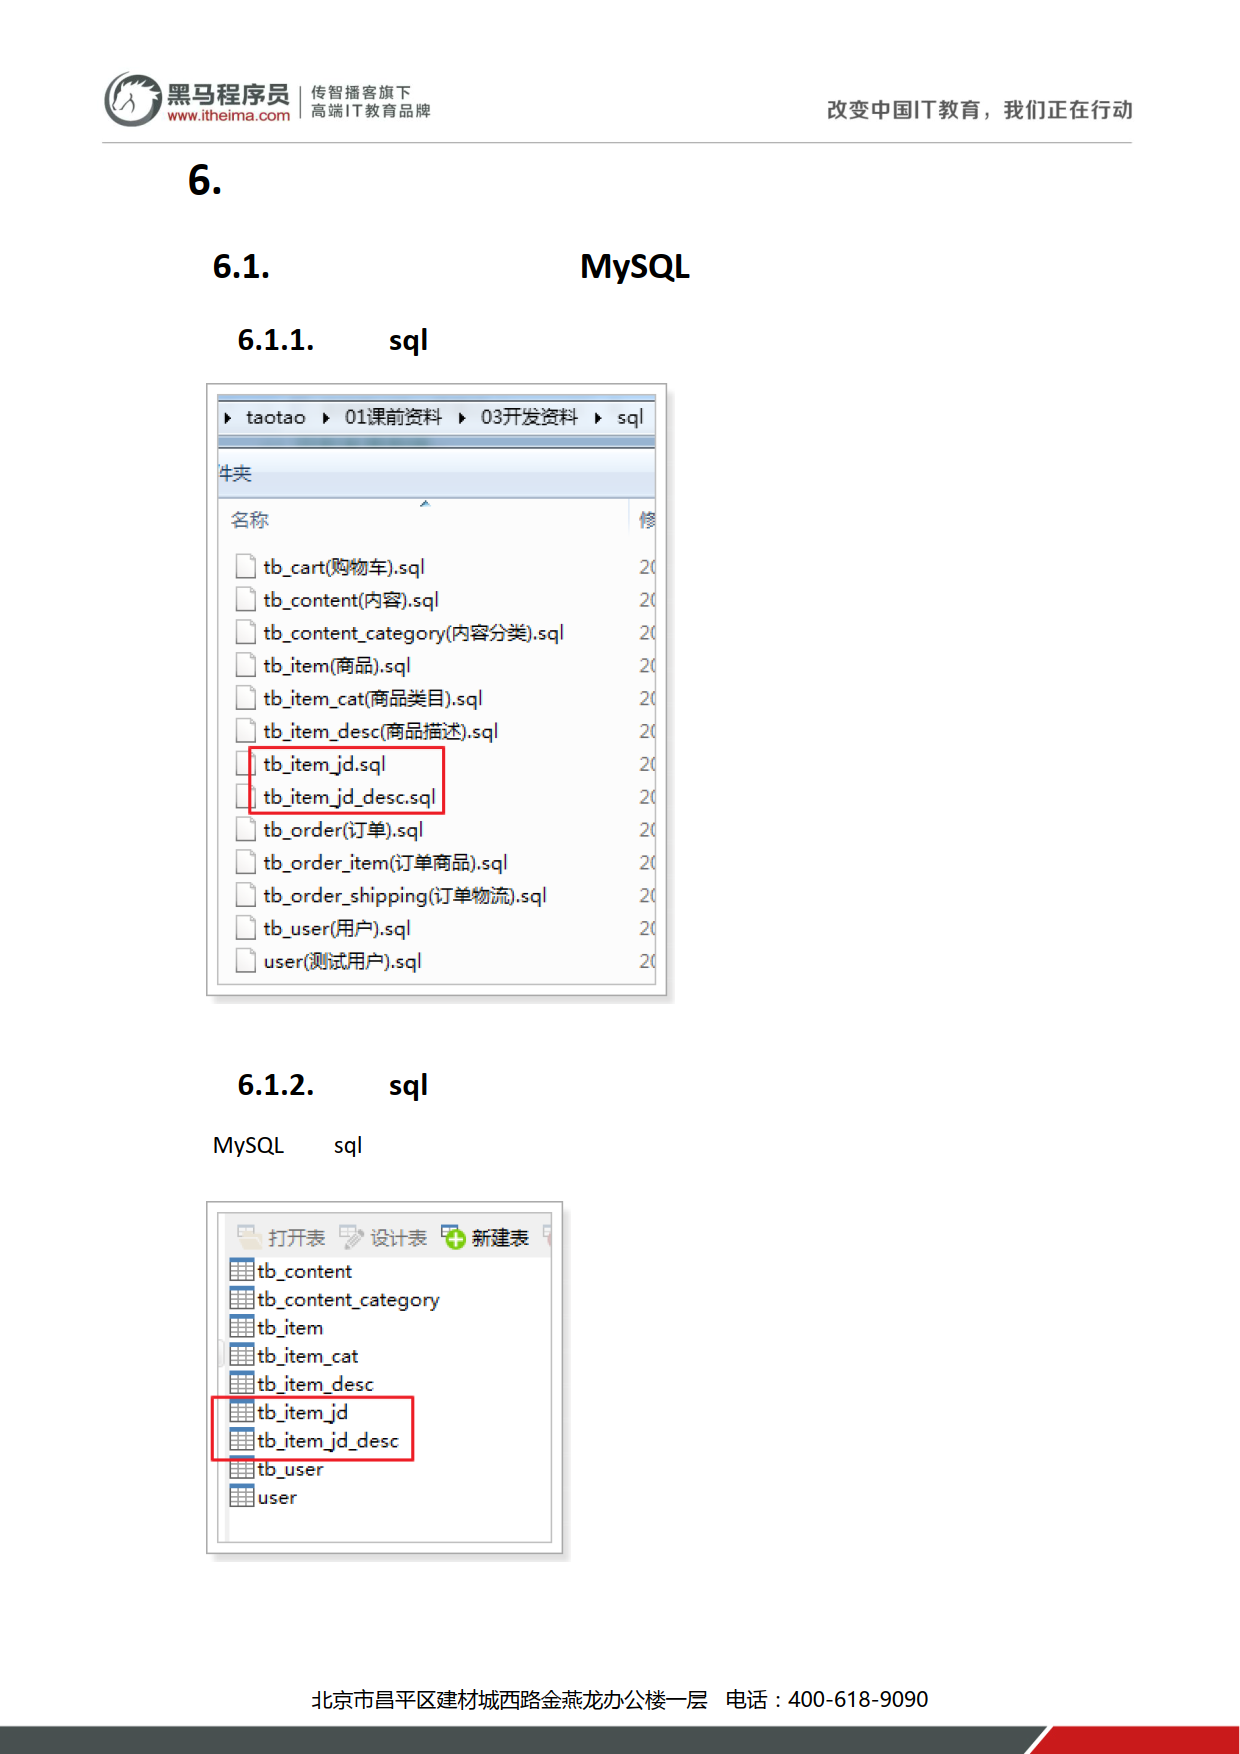 黑马程序员
www.itheima.com
传智播客旗下
高端IT教育品牌
改变中国IT教育，我们正在行动
6.
6.1. MySQL
6.1.1. sql
taotao 01课前资料 03开发资料 sql
件夹
名称 修
tb_cart(购物车).sql 20
tb_content(内容).sql 20
tb_content_category(内容分类).sql 20
tb_item(商品).sql 20
tb_item_cat(商品类目).sql 20
tb_item_desc(商品描述).sql 20
tb_item_jd.sql 20
tb_item_jd_desc.sql 20
tb_order(订单).sql 20
tb_order_item(订单商品).sql 20
tb_order_shipping(订单物流).sql 20
tb_user(用户).sql 20
user(测试用户).sql 20
6.1.2. sql
MySQL sql
打开表 设计表 新建表
tb_content
tb_content_category
tb_item
tb_item_cat
tb_item_desc
tb_item_jd
tb_item_jd_desc
tb_user
user
北京市昌平区建材城西路金燕龙办公楼一层 电话：400-618-9090